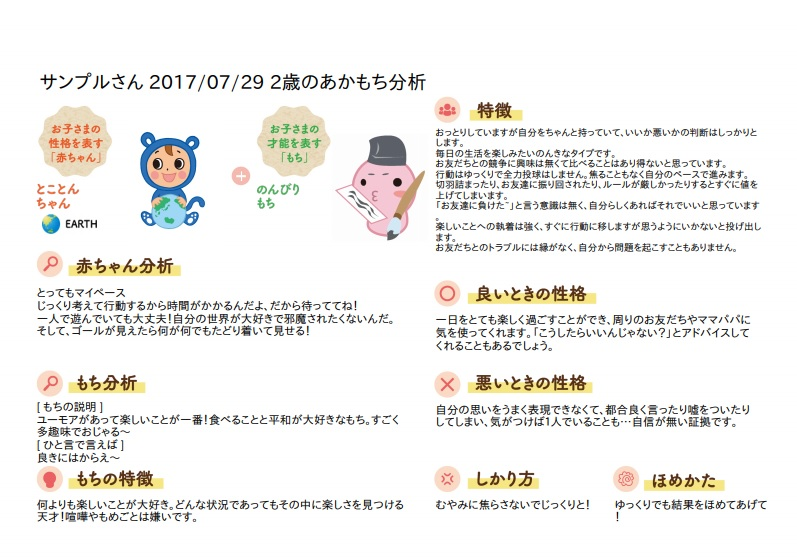 サンプルさん 2017/07/29 2歳のあかもち分析
お子さまの
性格を表す
「赤ちゃん」
とことん
ちゃん
EARTH
お子さまの
才能を表す
「もち」
のんびり
もち
赤ちゃん分析
とってもマイペース
じっくり考えて行動するから時間がかかるんだよ、だから待っててね!
一人で遊んでいても大丈夫!自分の世界が大好きで邪魔されたくないんだ。
そして、ゴールが見えたら何が何でもたどり着いて見せる!
もち分析
[ もちの説明 ]
ユーモアがあって楽しいことが一番!食べることと平和が大好きなもち。すごく
多趣味でおじゃる〜
[ ひと言で言えば ]
良きにはからえ〜
もちの特徴
何よりも楽しいことが大好き。どんな状況であってもその中に楽しさを見つける
天才!喧嘩やもめごとは嫌いです。
特徴
おっとりしていますが自分をちゃんと持っていて、いいか悪いかの判断はしっかりと
します。
毎日の生活を楽しみたいのんきなタイプです。
お友だちとの競争に興味は無くて比べることはあり得ないと思っています。
行動はゆっくりで全力投球はしません。焦ることもなく自分のペースで進みます。
切羽詰まったり、お友達に振り回されたり、ルールが厳しかったりするとすぐに値を
上げてしまいます。
「お友達に負けた”」と言う意識は無く、自分らしくあればそれでいいと思っています
。
楽しいことへの執着は強く、すぐに行動に移しますが思うようにいかないと投げ出し
ます。
お友だちとのトラブルには縁がなく、自分から問題を起こすこともありません。
良いときの性格
一日をとても楽しく過ごすことができ、周りのお友だちやママパパに
気を使ってくれます。「こうしたらいいんじゃない?」とアドバイスして
くれることもあるでしょう。
悪いときの性格
自分の思いをうまく表現できなくて、都合良く言ったり嘘をついたり
してしまい、気がつけば1人でいることも…自信が無い証拠です。
しかり方
むやみに焦らさないでじっくりと!
ほめかた
ゆっくりでも結果をほめてあげて
!